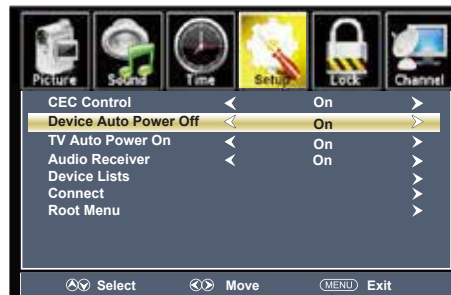 Picture Sound Time Setup Lock Channel
CEC Control On
Device Auto Power Off On
TV Auto Power On On
Audio Receiver On
Device Lists
Connect
Root Menu
Select Move MENU Exit